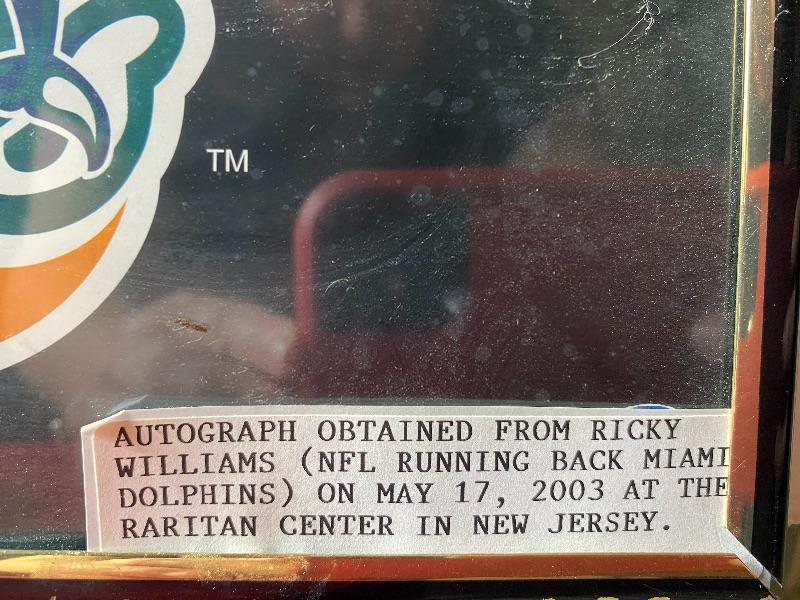 TM
AUTOGRAPH OBTAINED FROM RICKY
WILLIAMS (NFL RUNNING BACK MIAMI
DOLPHINS) ON MAY 17, 2003 AT THE
RARITAN CENTER IN NEW JERSEY.